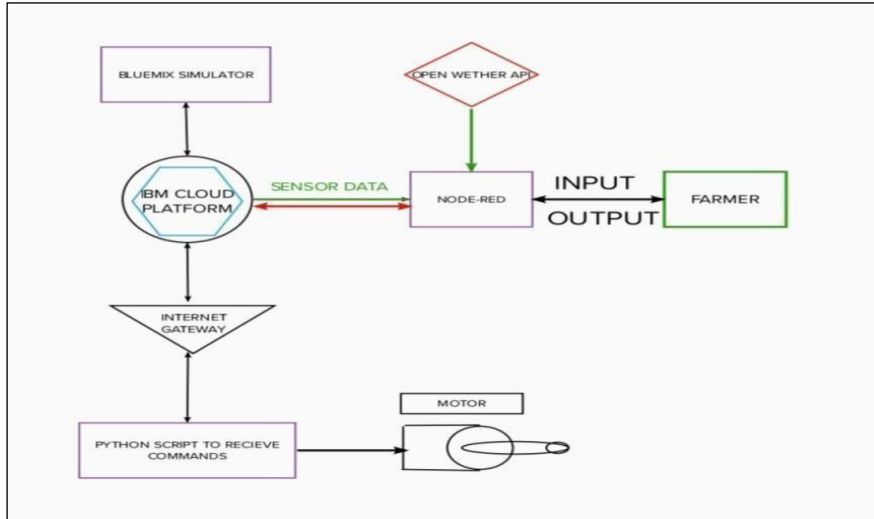 BLUEMIX SIMULATOR
OPEN WETHER API
IBM CLOUD
PLATFORM
SENSOR DATA
NODE-RED
INPUT
OUTPUT
FARMER
INTERNET
GATEWAY
MOTOR
PYTHON SCRIPT TO RECIEVE
COMMANDS